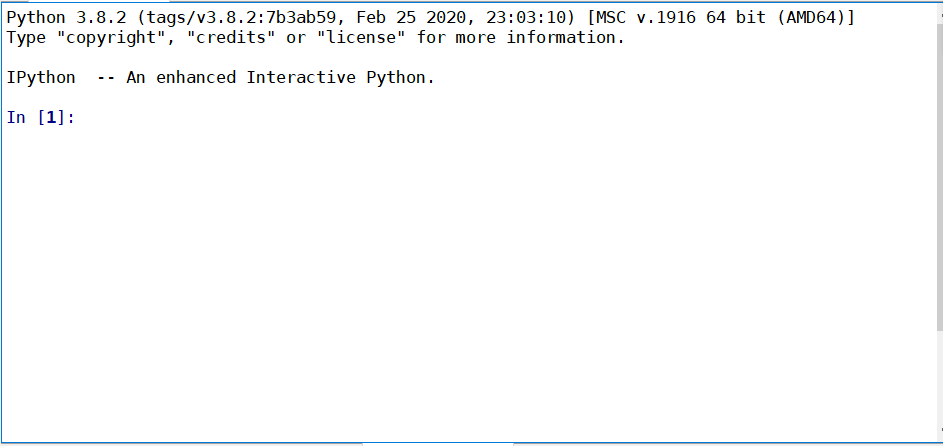 Python 3.8.2 (tags/v3.8.2:7b3ab59, Feb 25 2020, 23:03:10) [MSC v.1916 64 bit (AMD64)]
Type "copyright", "credits" or "license" for more information.
IPython  -- An enhanced Interactive Python.
In [1]: